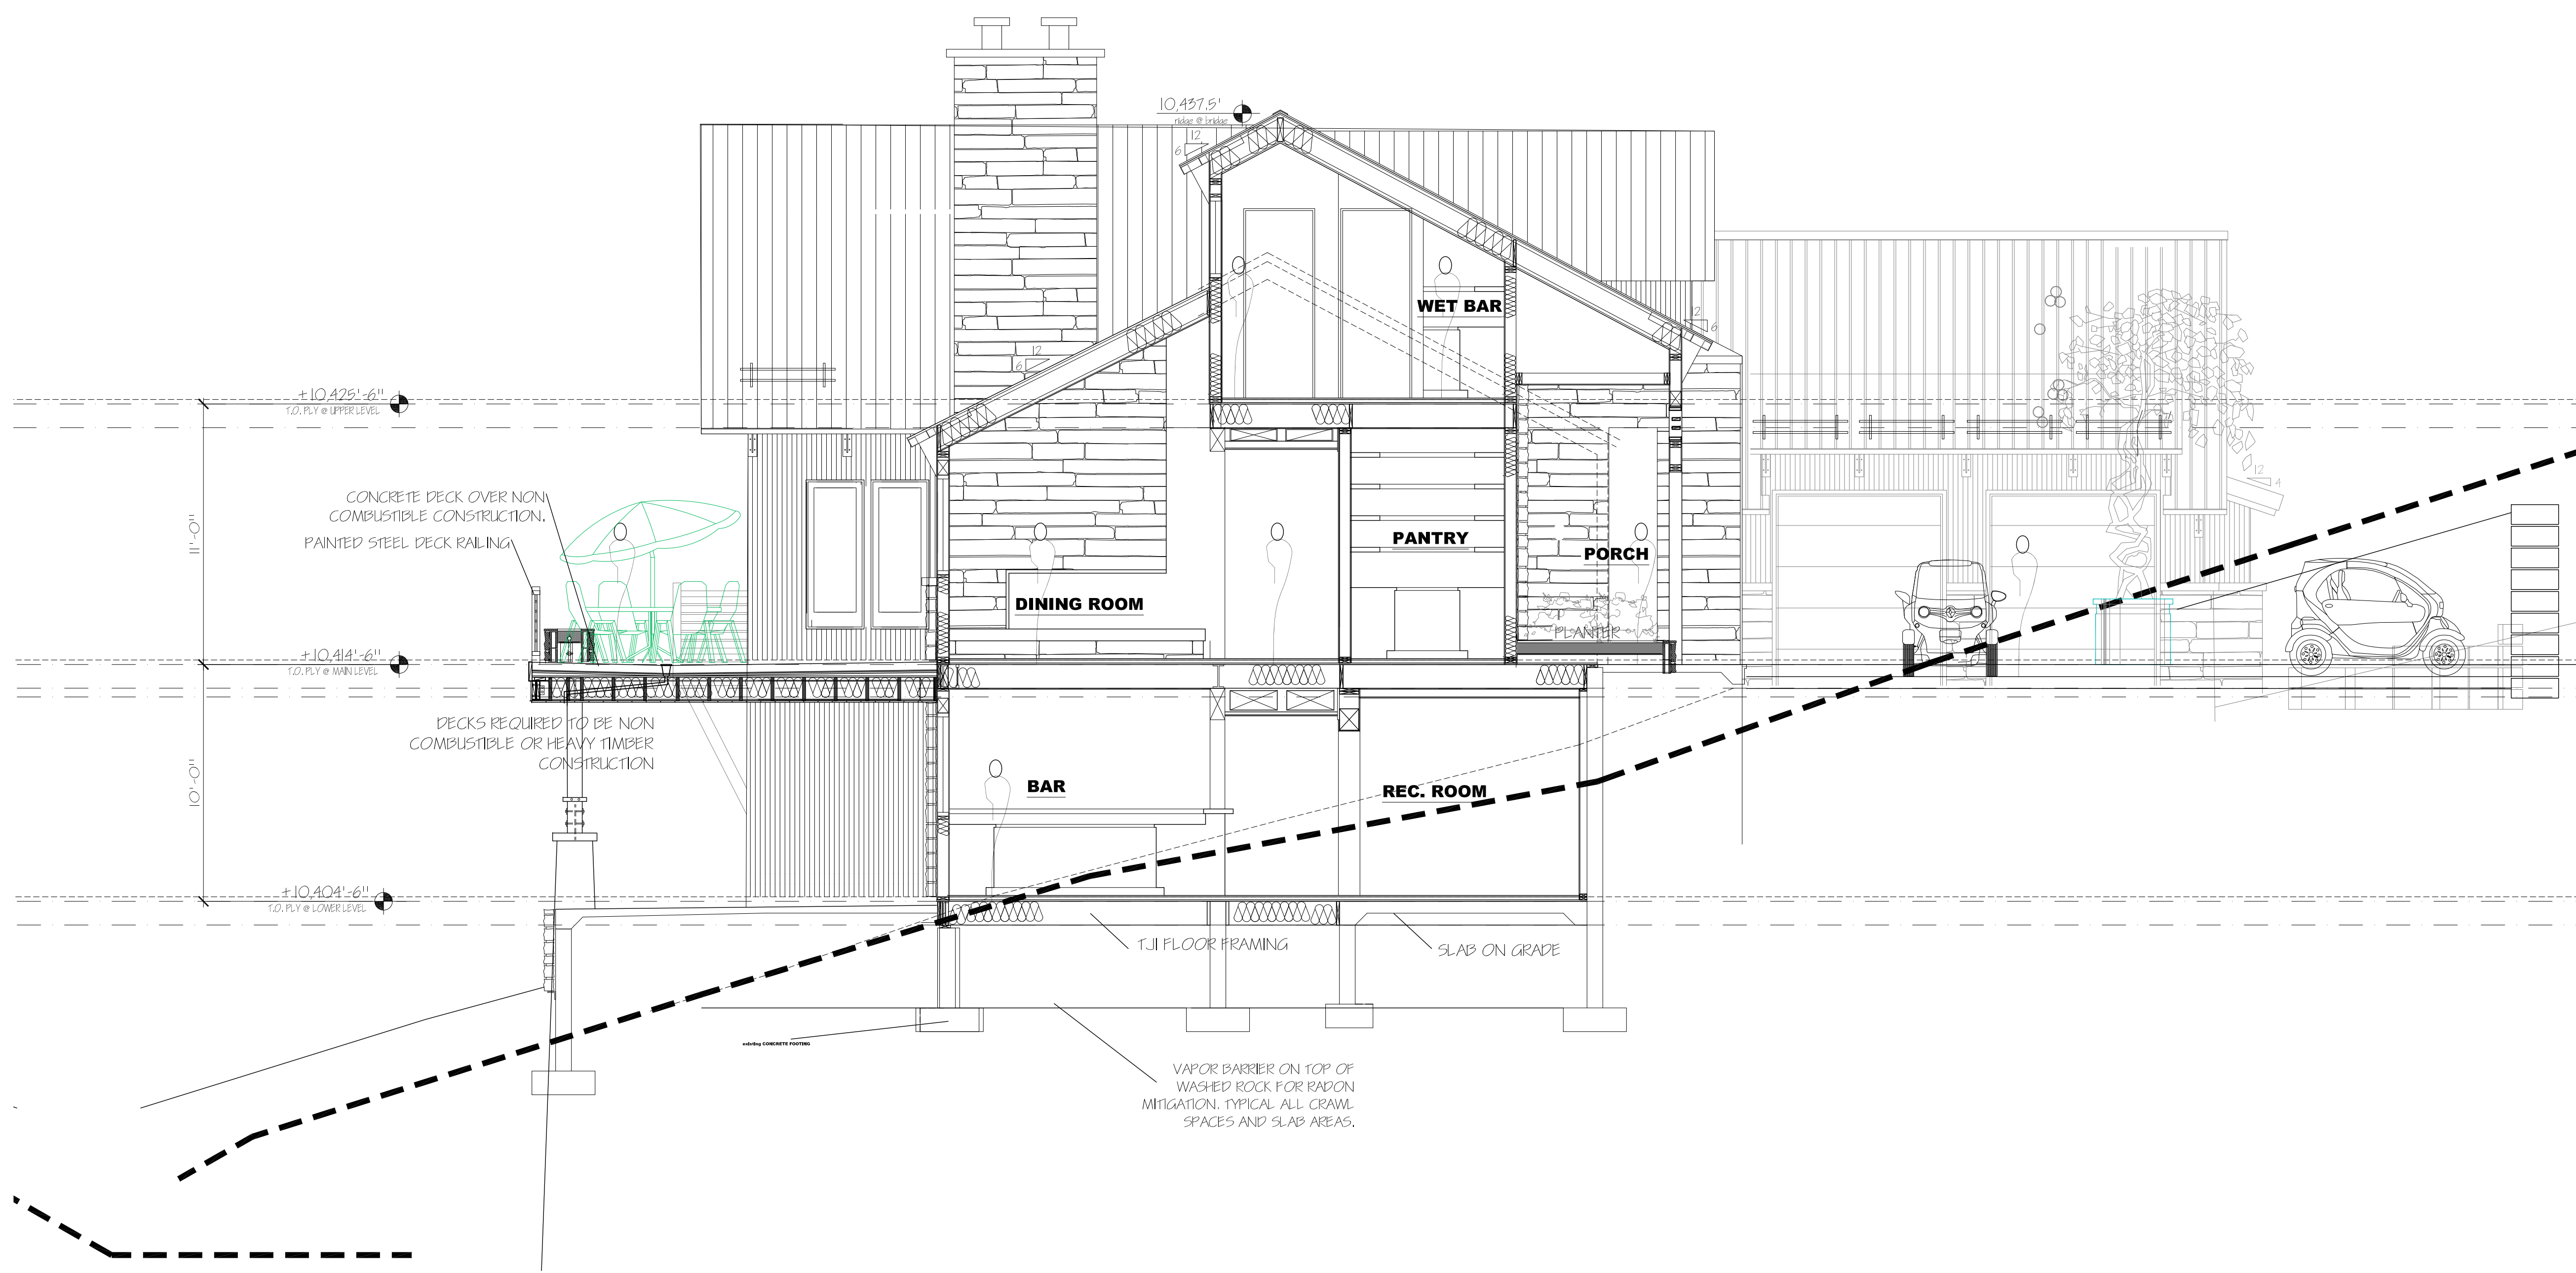 10,437.5'
ridge @ bridge
12
6
WET BAR
12
6
12
6
+10,425'-6"
T.O. PLY @ UPPER LEVEL
12
4
CONCRETE DECK OVER NON
COMBUSTIBLE CONSTRUCTION.
PAINTED STEEL DECK RAILING
11'-0"
PANTRY
PORCH
DINING ROOM
PLANTER
+10,414'-6"
T.O. PLY @ MAIN LEVEL
DECKS REQUIRED TO BE NON
COMBUSTIBLE OR HEAVY TIMBER
CONSTRUCTION
10'-0"
BAR
REC. ROOM
+10,404'-6"
T.O. PLY @ LOWER LEVEL
TJI FLOOR FRAMING
SLAB ON GRADE
existing CONCRETE FOOTING
VAPOR BARRIER ON TOP OF
WASHED ROCK FOR RADON
MITIGATION. TYPICAL ALL CRAWL
SPACES AND SLAB AREAS.